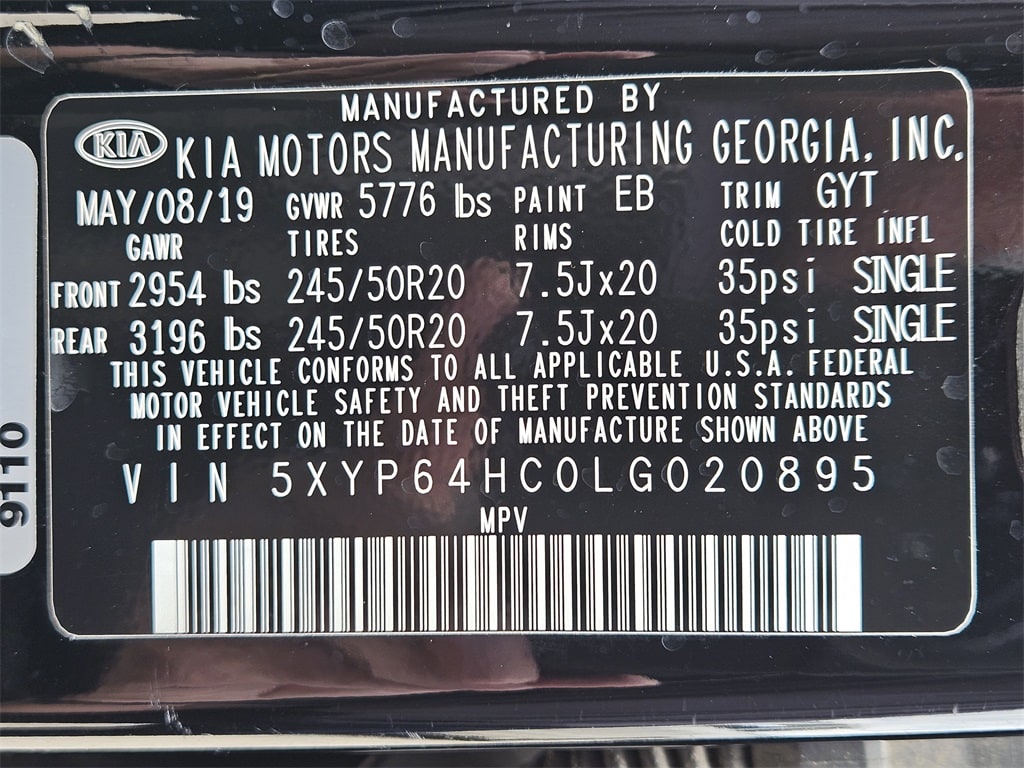 MANUFACTURED BY
KIA KIA MOTORS MANUFACTURING GEORGIA, INC.
MAY/08/19 GVWR 5776 lbs PAINT EB TRIM GYT
GAWR TIRES RIMS COLD TIRE INFL
FRONT 2954 lbs 245/50R20 7.5Jx20 35psi SINGLE
REAR 3196 lbs 245/50R20 7.5Jx20 35psi SINGLE
THIS VEHICLE CONFORMS TO ALL APPLICABLE U.S.A. FEDERAL
MOTOR VEHICLE SAFETY AND THEFT PREVENTION STANDARDS
IN EFFECT ON THE DATE OF MANUFACTURE SHOWN ABOVE
VIN 5XYP64HC0LG020895
MPV
9110